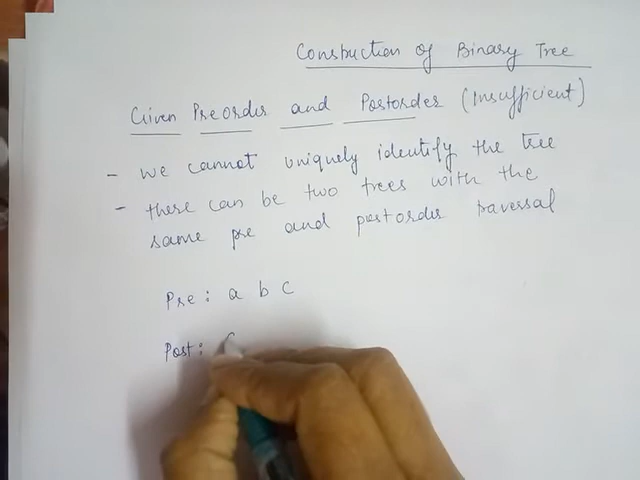 Construction of Binary Tree
Given Preorder and Postorder (Insufficient)
- we cannot uniquely identify the tree
- there can be two trees with the
same pre and postorder traversal
Pre: a b c
Post: c